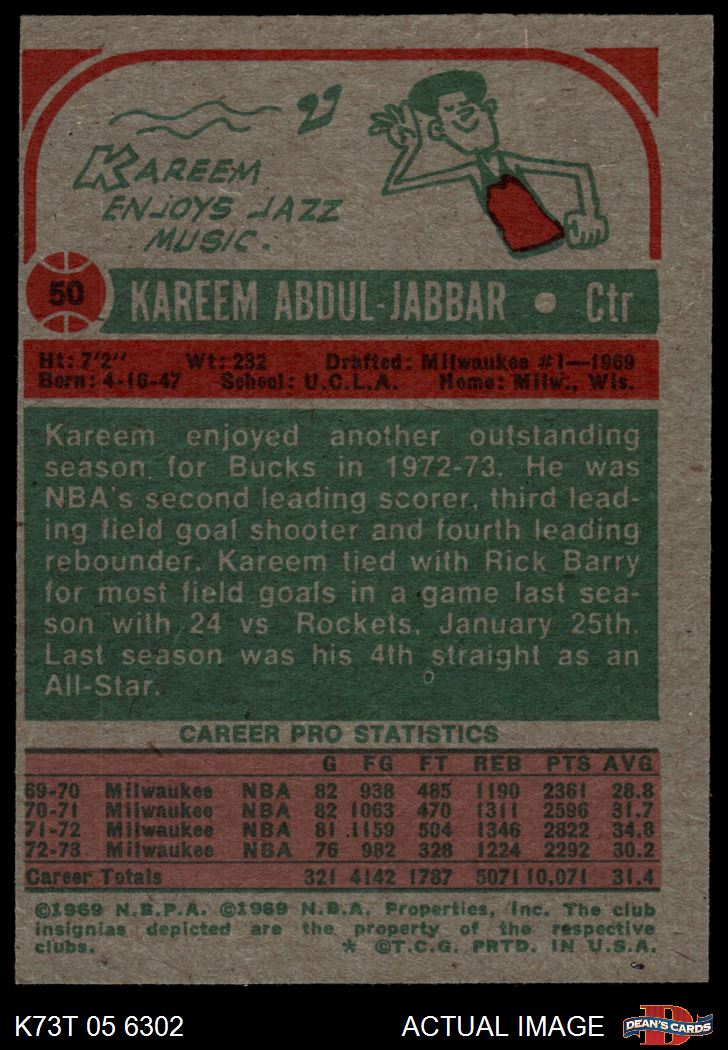 KAREEM
ENJOYS JAZZ
MUSIC.
50 KAREEM ABDUL-JABBAR • Ctr
Ht: 7'2" Wt: 232 Drafted: Milwaukee #1—1969
Born: 4-16-47 School: U.C.L.A. Home: Milw., Wis.
Kareem enjoyed another outstanding
season for Bucks in 1972-73. He was
NBA's second leading scorer, third lead-
ing field goal shooter and fourth leading
rebounder. Kareem tied with Rick Barry
for most field goals in a game last sea-
son with 24 vs Rockets, January 25th.
Last season was his 4th straight as an
All-Star.
CAREER PRO STATISTICS
G FG FT REB PTS AVG
69-70 Milwaukee NBA 82 938 485 1190 2361 28.8
70-71 Milwaukee NBA 82 1063 470 1311 2596 31.7
71-72 Milwaukee NBA 81 1159 504 1346 2822 34.8
72-73 Milwaukee NBA 76 982 328 1224 2292 30.2
Career Totals 321 4142 1787 5071 10,071 31.4
©1969 N.B.P.A. ©1969 N.B.A. Properties, Inc. The club
insignias depicted are the property of the respective
clubs. * ©T.C.G. PRTD. IN U.S.A.
K73T 05 6302 ACTUAL IMAGE D DEAN'S CARDS